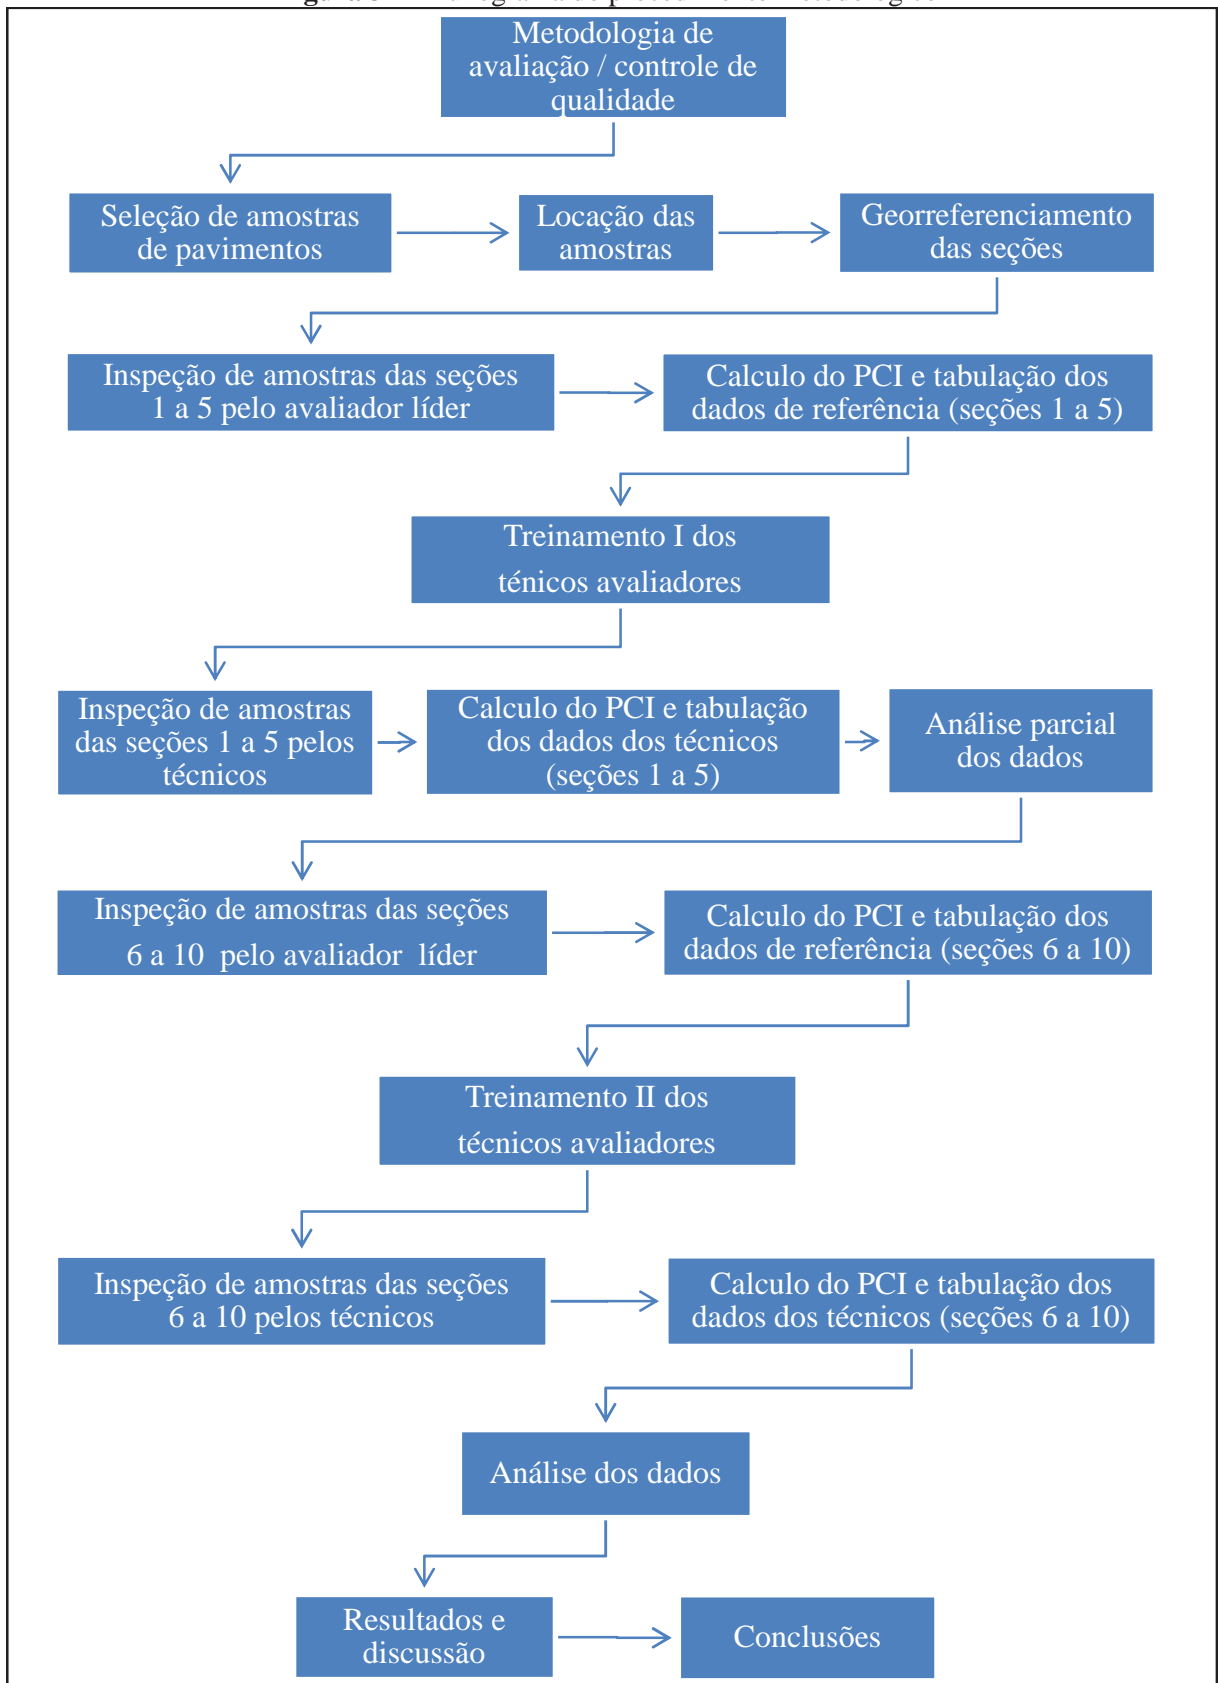 do procedimento metodológico
Metodologia de
avaliação / controle de
qualidade
Seleção de amostras
de pavimentos
Locação das
amostras
Georreferenciamento
das seções
Inspeção de amostras das seções
1 a 5 pelo avaliador líder
Calculo do PCI e tabulação dos
dados de referência (seções 1 a 5)
Treinamento I dos
ténicos avaliadores
Inspeção de amostras
das seções 1 a 5 pelos
técnicos
Calculo do PCI e tabulação
dos dados dos técnicos
(seções 1 a 5)
Análise parcial
dos dados
Inspeção de amostras das seções
6 a 10 pelo avaliador líder
Calculo do PCI e tabulação dos
dados de referência (seções 6 a 10)
Treinamento II dos
técnicos avaliadores
Inspeção de amostras das seções
6 a 10 pelos técnicos
Calculo do PCI e tabulação dos
dados dos técnicos (seções 6 a 10)
Análise dos dados
Resultados e
discussão
Conclusões